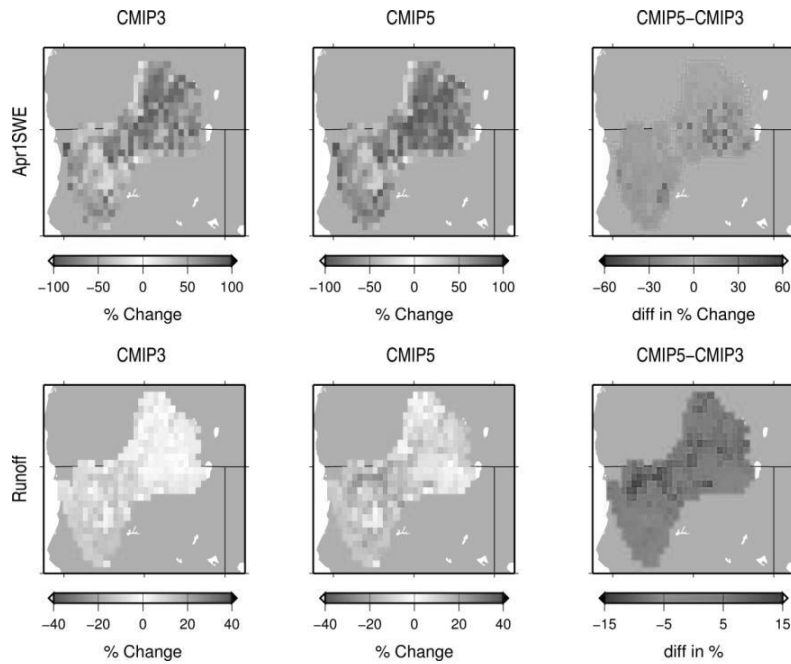 CMIP3 CMIP5 CMIP5−CMIP3
Apr1SWE
−100 −50 0 50 100 −100 −50 0 50 100 −60 −30 0 30 60
% Change % Change diff in % Change
CMIP3 CMIP5 CMIP5−CMIP3
Runoff
−40 −20 0 20 40 −40 −20 0 20 40 −15 −5 5 15
% Change % Change diff in %